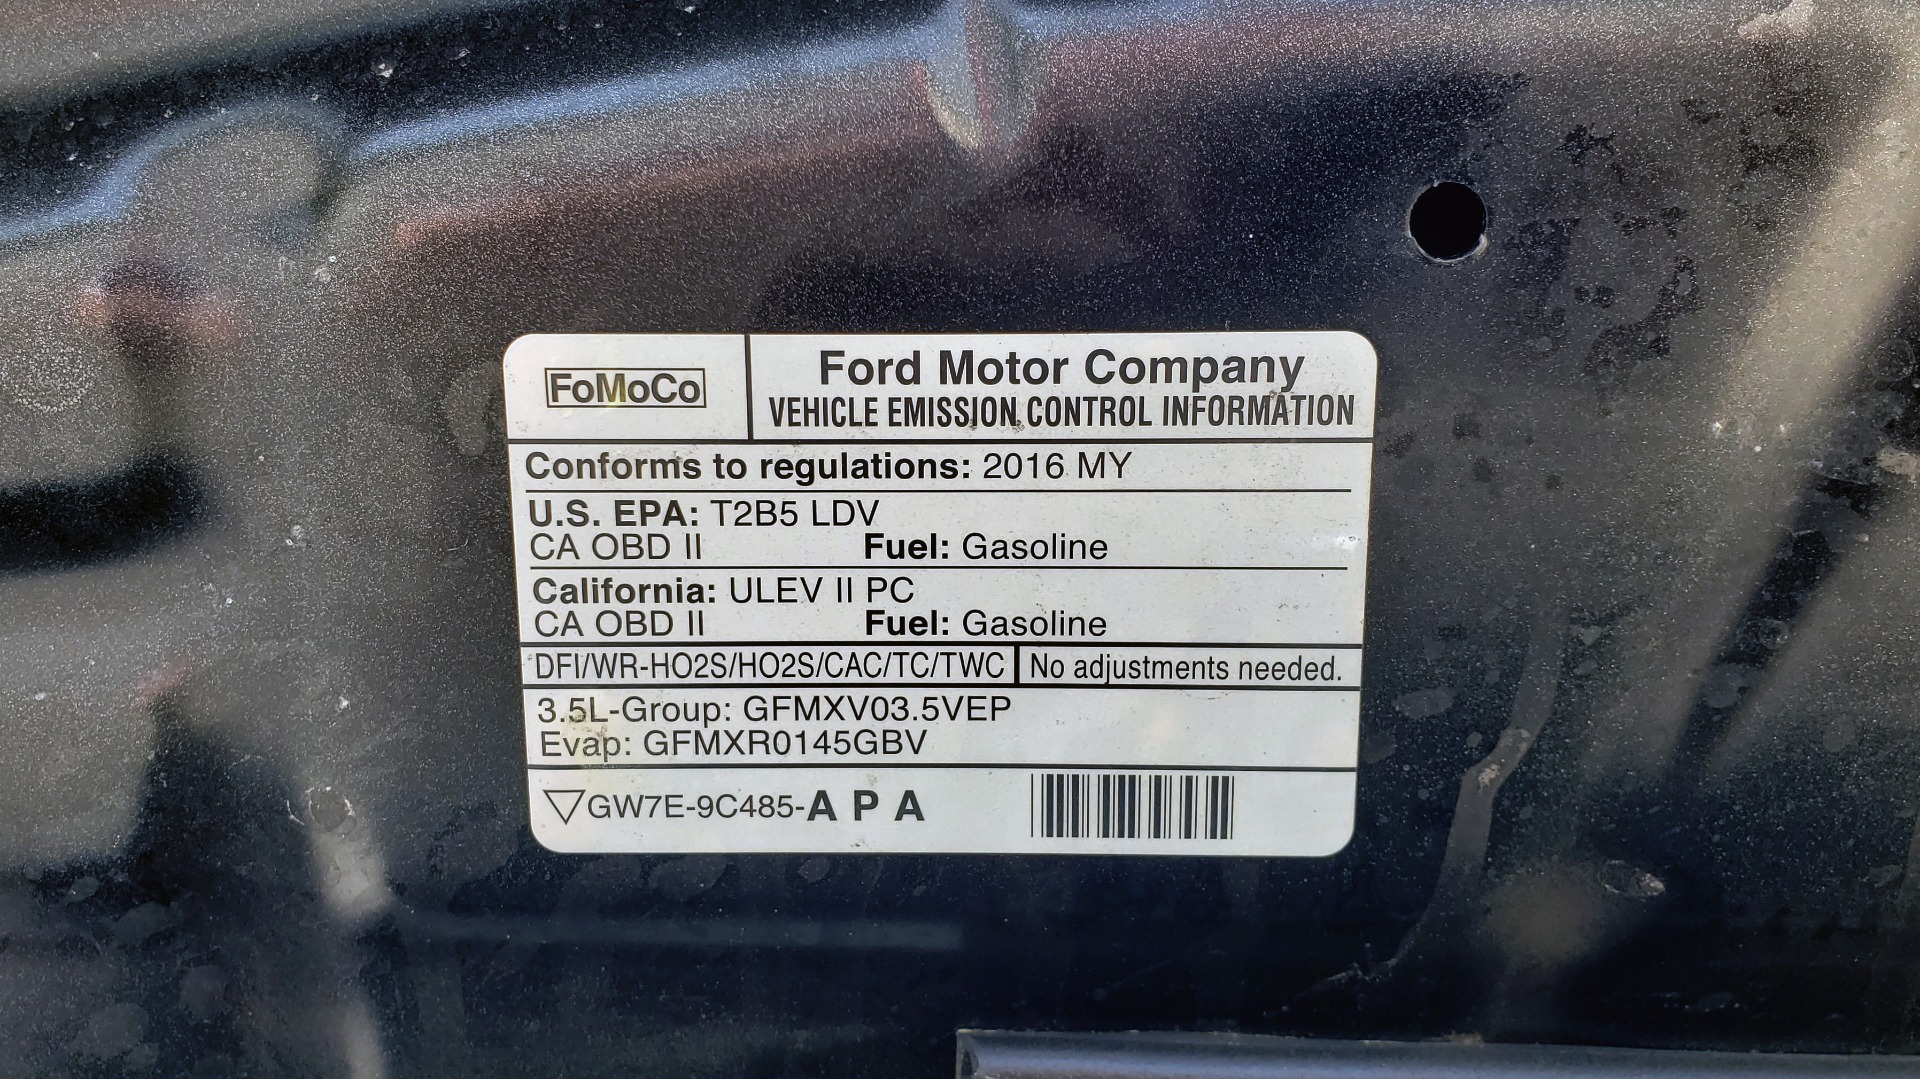 FoMoCo
Ford Motor Company
VEHICLE EMISSION CONTROL INFORMATION
Conforms to regulations: 2016 MY
U.S. EPA: T2B5 LDV
CA OBD II Fuel: Gasoline
California: ULEV II PC
CA OBD II Fuel: Gasoline
DFI/WR-HO2S/HO2S/CAC/TC/TWC No adjustments needed.
3.5L-Group: GFMXV03.5VEP
Evap: GFMXR0145GBV
▽GW7E-9C485-A P A